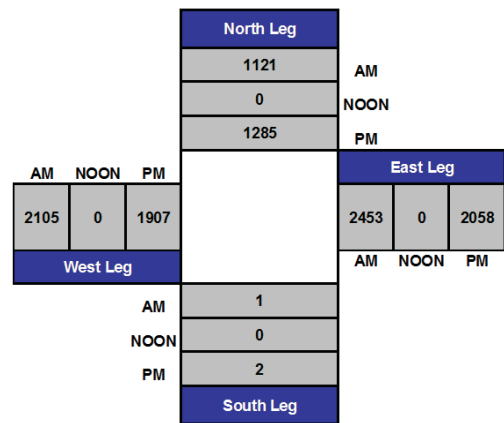 North Leg
1121 AM
0 NOON
1285 PM
AM NOON PM
East Leg
2105 0 1907
2453 0 2058
West Leg
AM NOON PM
AM 1
NOON 0
PM 2
South Leg